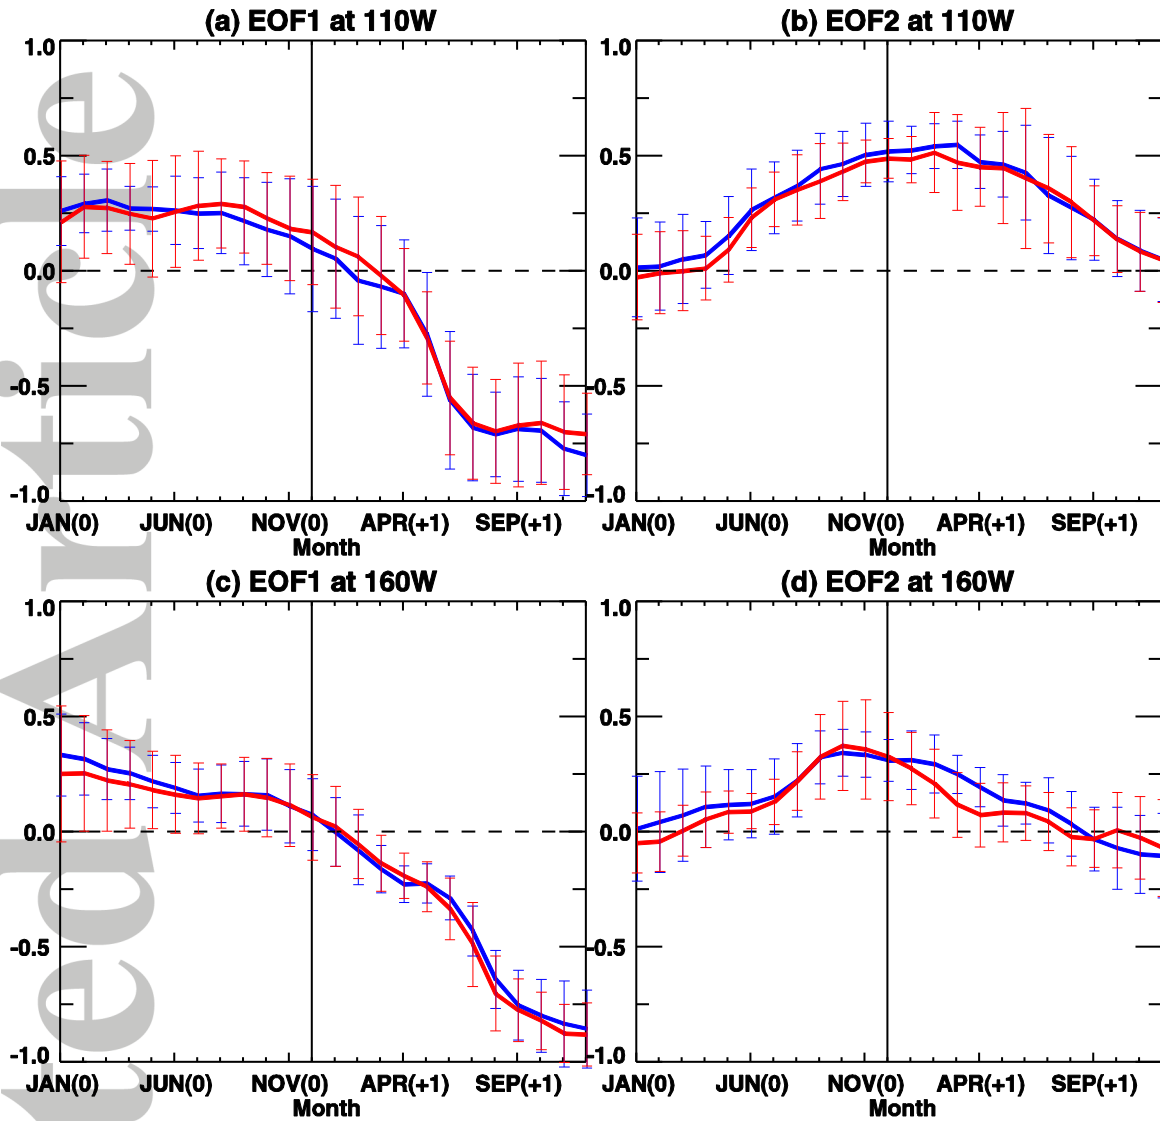 (a) EOF1 at 110W
1.0
0.5
0.0
-0.5
-1.0
JAN(0) JUN(0) NOV(0) APR(+1) SEP(+1)
Month
(b) EOF2 at 110W
1.0
0.5
0.0
-0.5
-1.0
JAN(0) JUN(0) NOV(0) APR(+1) SEP(+1)
Month
(c) EOF1 at 160W
1.0
0.5
0.0
-0.5
-1.0
JAN(0) JUN(0) NOV(0) APR(+1) SEP(+1)
Month
(d) EOF2 at 160W
1.0
0.5
0.0
-0.5
-1.0
JAN(0) JUN(0) NOV(0) APR(+1) SEP(+1)
Month
ted Article